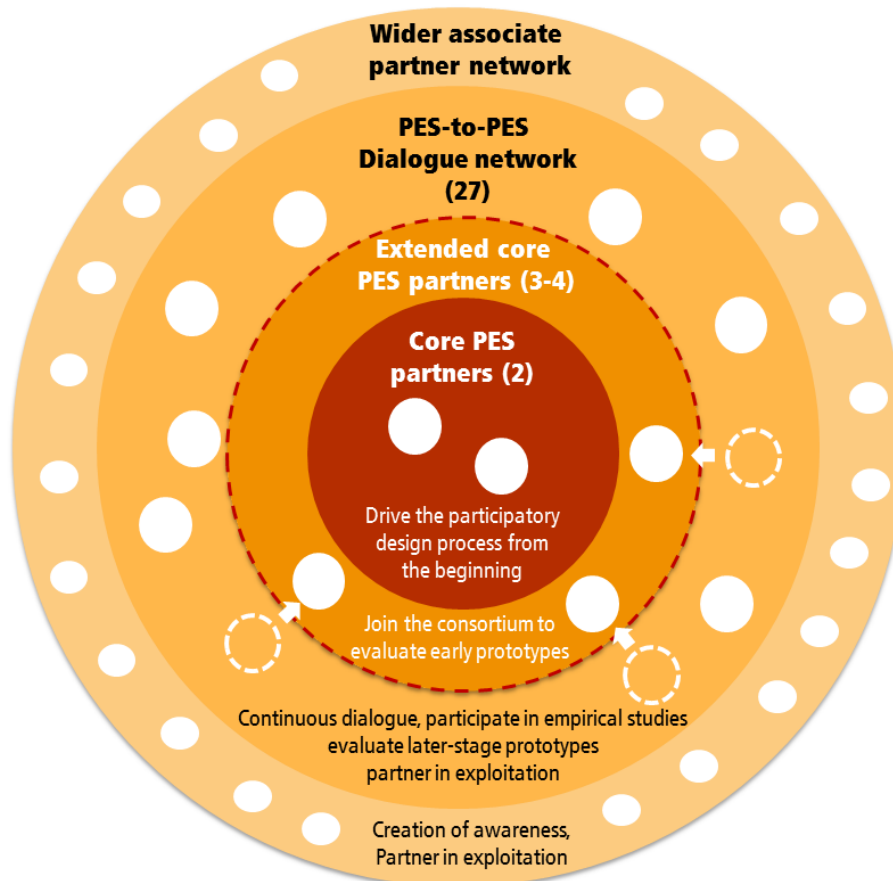 Wider associate
partner network
PES-to-PES
Dialogue network
(27)
Extended core
PES partners (3-4)
Core PES
partners (2)
Drive the participatory
design process from
the beginning
Join the consortium to
evaluate early prototypes
Continuous dialogue, participate in empirical studies
evaluate later-stage prototypes
partner in exploitation
Creation of awareness,
Partner in exploitation